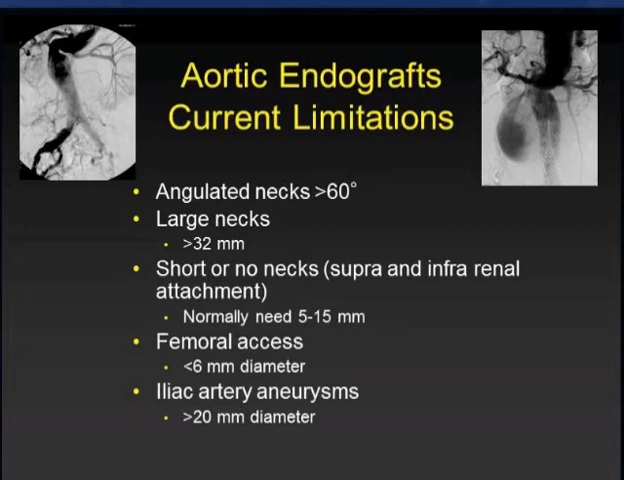 Aortic Endografts
Current Limitations
• Angulated necks >60°
• Large necks
• >32 mm
• Short or no necks (supra and infra renal
attachment)
• Normally need 5-15 mm
• Femoral access
• <6 mm diameter
• Iliac artery aneurysms
• >20 mm diameter